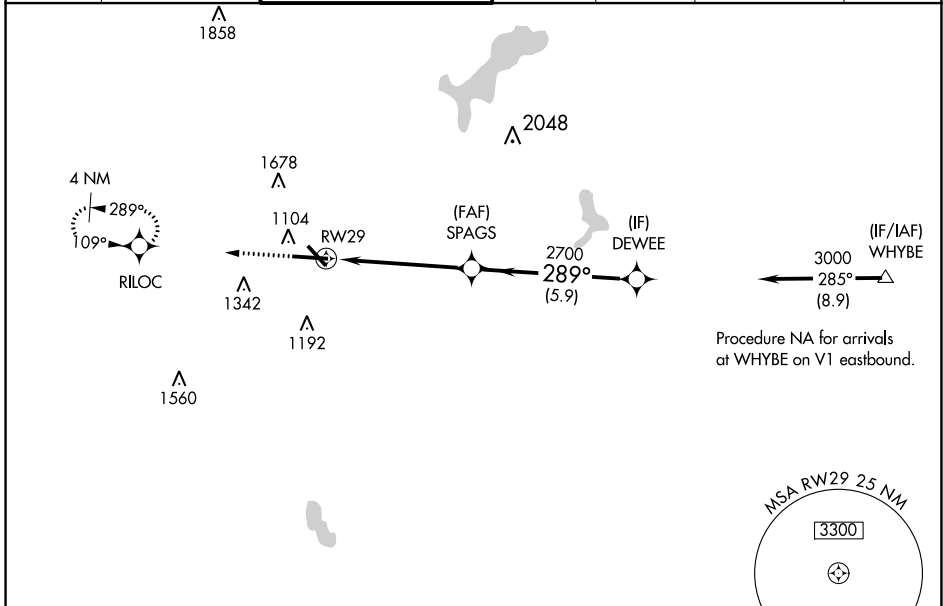 1858
2048
1678
4 NM
289°
109°
RILOC
1104
RW29
(FAF)
SPAGS
(IF)
DEWEE
2700
289°
(5.9)
(IF/IAF)
WHYBE
3000
285°
(8.9)
1342
1192
1560
Procedure NA for arrivals
at WHYBE on V1 eastbound.
MSA RW29 25 NM
3300